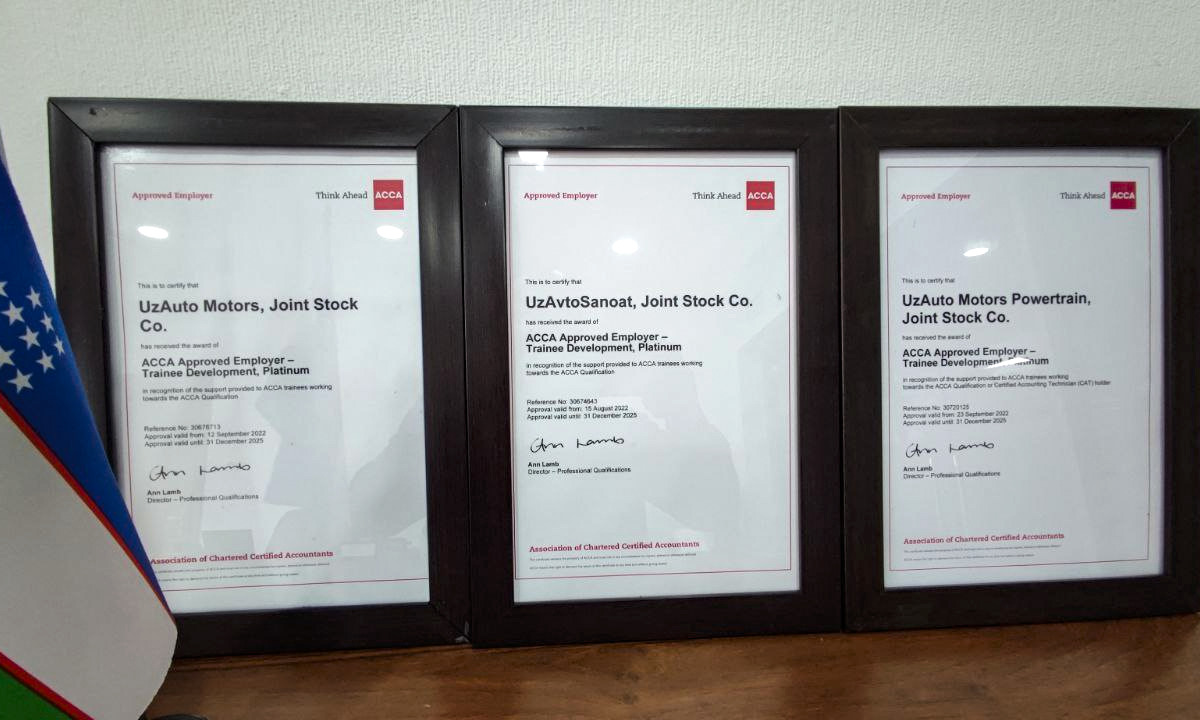 Approved Employer
Think Ahead ACCA
This is to certify that
UzAuto Motors, Joint Stock
Co.
has received the award of
ACCA Approved Employer –
Trainee Development, Platinum
in recognition of the support provided to ACCA trainees working
towards the ACCA Qualification
Reference No: 30678713
Approval valid from: 12 September 2022
Approval valid until: 31 December 2025
Ann Lamb
Ann Lamb
Director – Professional Qualifications
Association of Chartered Certified Accountants
Approved Employer
Think Ahead ACCA
This is to certify that
UzAvtoSanoat, Joint Stock Co.
has received the award of
ACCA Approved Employer –
Trainee Development, Platinum
in recognition of the support provided to ACCA trainees working
towards the ACCA Qualification
Reference No: 30674643
Approval valid from: 15 August 2022
Approval valid until: 31 December 2025
Ann Lamb
Ann Lamb
Director – Professional Qualifications
Association of Chartered Certified Accountants
Approved Employer
Think Ahead ACCA
This is to certify that
UzAuto Motors Powertrain,
Joint Stock Co.
has received the award of
ACCA Approved Employer –
Trainee Development, Platinum
in recognition of the support provided to ACCA trainees working
towards the ACCA Qualification or Certified Accounting Technician (CAT) holder
Reference No: 30720125
Approval valid from: 23 September 2022
Approval valid until: 31 December 2025
Ann Lamb
Ann Lamb
Director – Professional Qualifications
Association of Chartered Certified Accountants